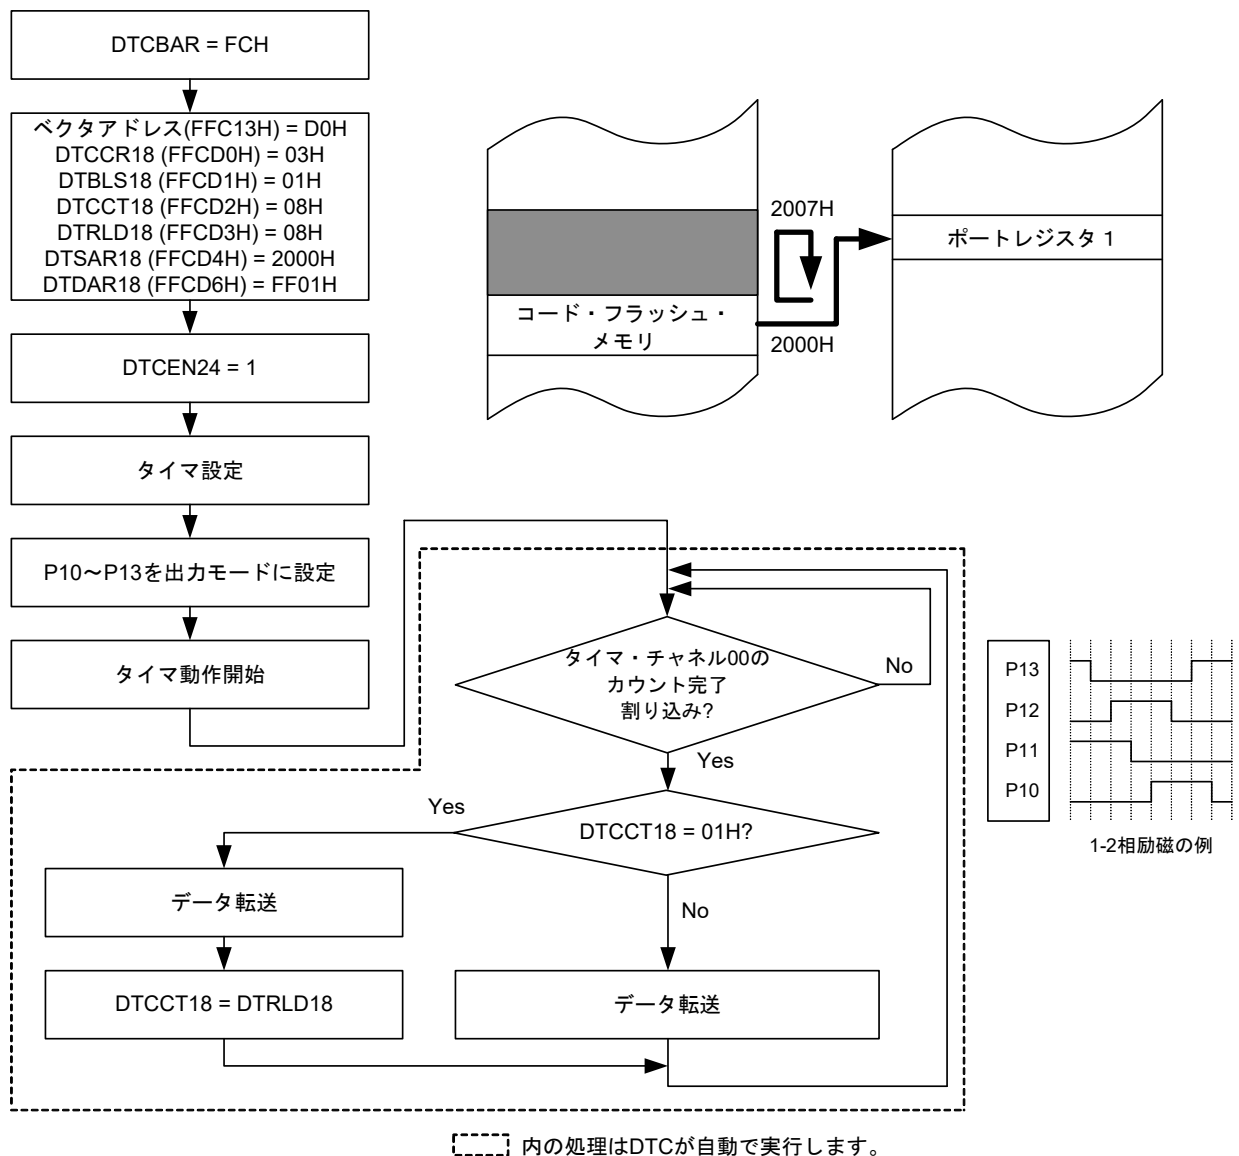 DTCBAR = FCH
ベクタアドレス(FFC13H) = D0H
DTCCR18 (FFCD0H) = 03H
DTBLS18 (FFCD1H) = 01H
DTCCT18 (FFCD2H) = 08H
DTRLD18 (FFCD3H) = 08H
DTSAR18 (FFCD4H) = 2000H
DTDAR18 (FFCD6H) = FF01H
DTCEN24 = 1
タイマ設定
P10～P13を出力モードに設定
タイマ動作開始
コード・フラッシュ・
メモリ
2007H
2000H
ポートレジスタ 1
タイマ・チャネル00の
カウント完了
割り込み?
No
Yes
DTCCT18 = 01H?
Yes
No
データ転送
DTCCT18 = DTRLD18
データ転送
P13
P12
P11
P10
1-2相励磁の例
内の処理はDTCが自動で実行します。